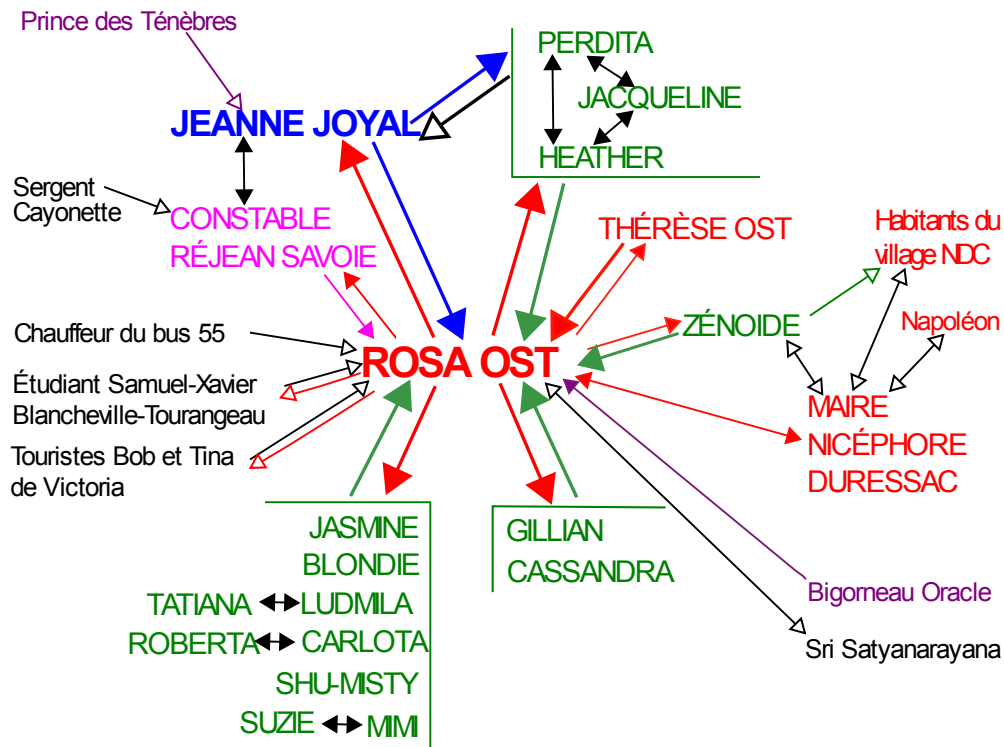 Prince des Ténèbres
PERDITA
JACQUELINE
HEATHER
JEANNE JOYAL
Sergent
Cayonette
CONSTABLE
RÉJEAN SAVOIE
THÉRÈSE OST
Habitants du
village NDC
Chauffeur du bus 55
ZÉNOIDE
Napoléon
ROSA OST
Étudiant Samuel-Xavier
Blancheville-Tourangeau
MAIRE
NICÉPHORE
DURESSAC
Touristes Bob et Tina
de Victoria
JASMINE
BLONDIE
TATIANA LUDMILA
ROBERTA CARLOTA
SHU-MISTY
SUZIE MIMI
GILLIAN
CASSANDRA
Bigorneau Oracle
Sri Satyanarayana